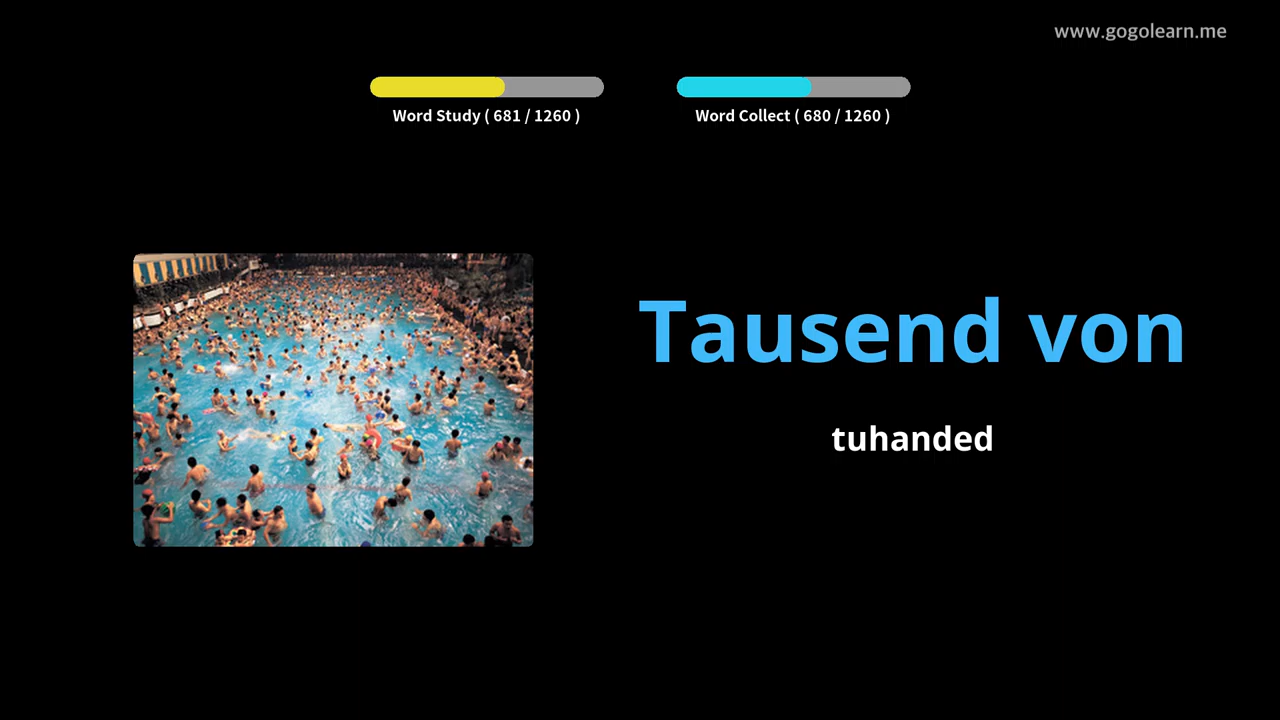 www.gogolearn.me
Word Study ( 681 / 1260 )
Word Collect ( 680 / 1260 )
Tausend von
tuhanded